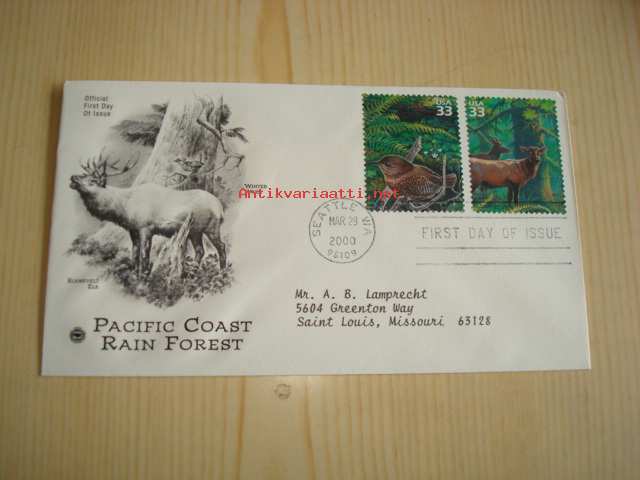 Official
First Day
Of Issue
USA
33
USA
33
Winter
Antikvariaatti.net
SEATTLE WA
MAR 29
2000
98109
FIRST DAY OF ISSUE
Roosevelt
Elk
Mr. A. B. Lamprecht
5604 Greenton Way
Saint Louis, Missouri 63128
PACIFIC COAST
RAIN FOREST